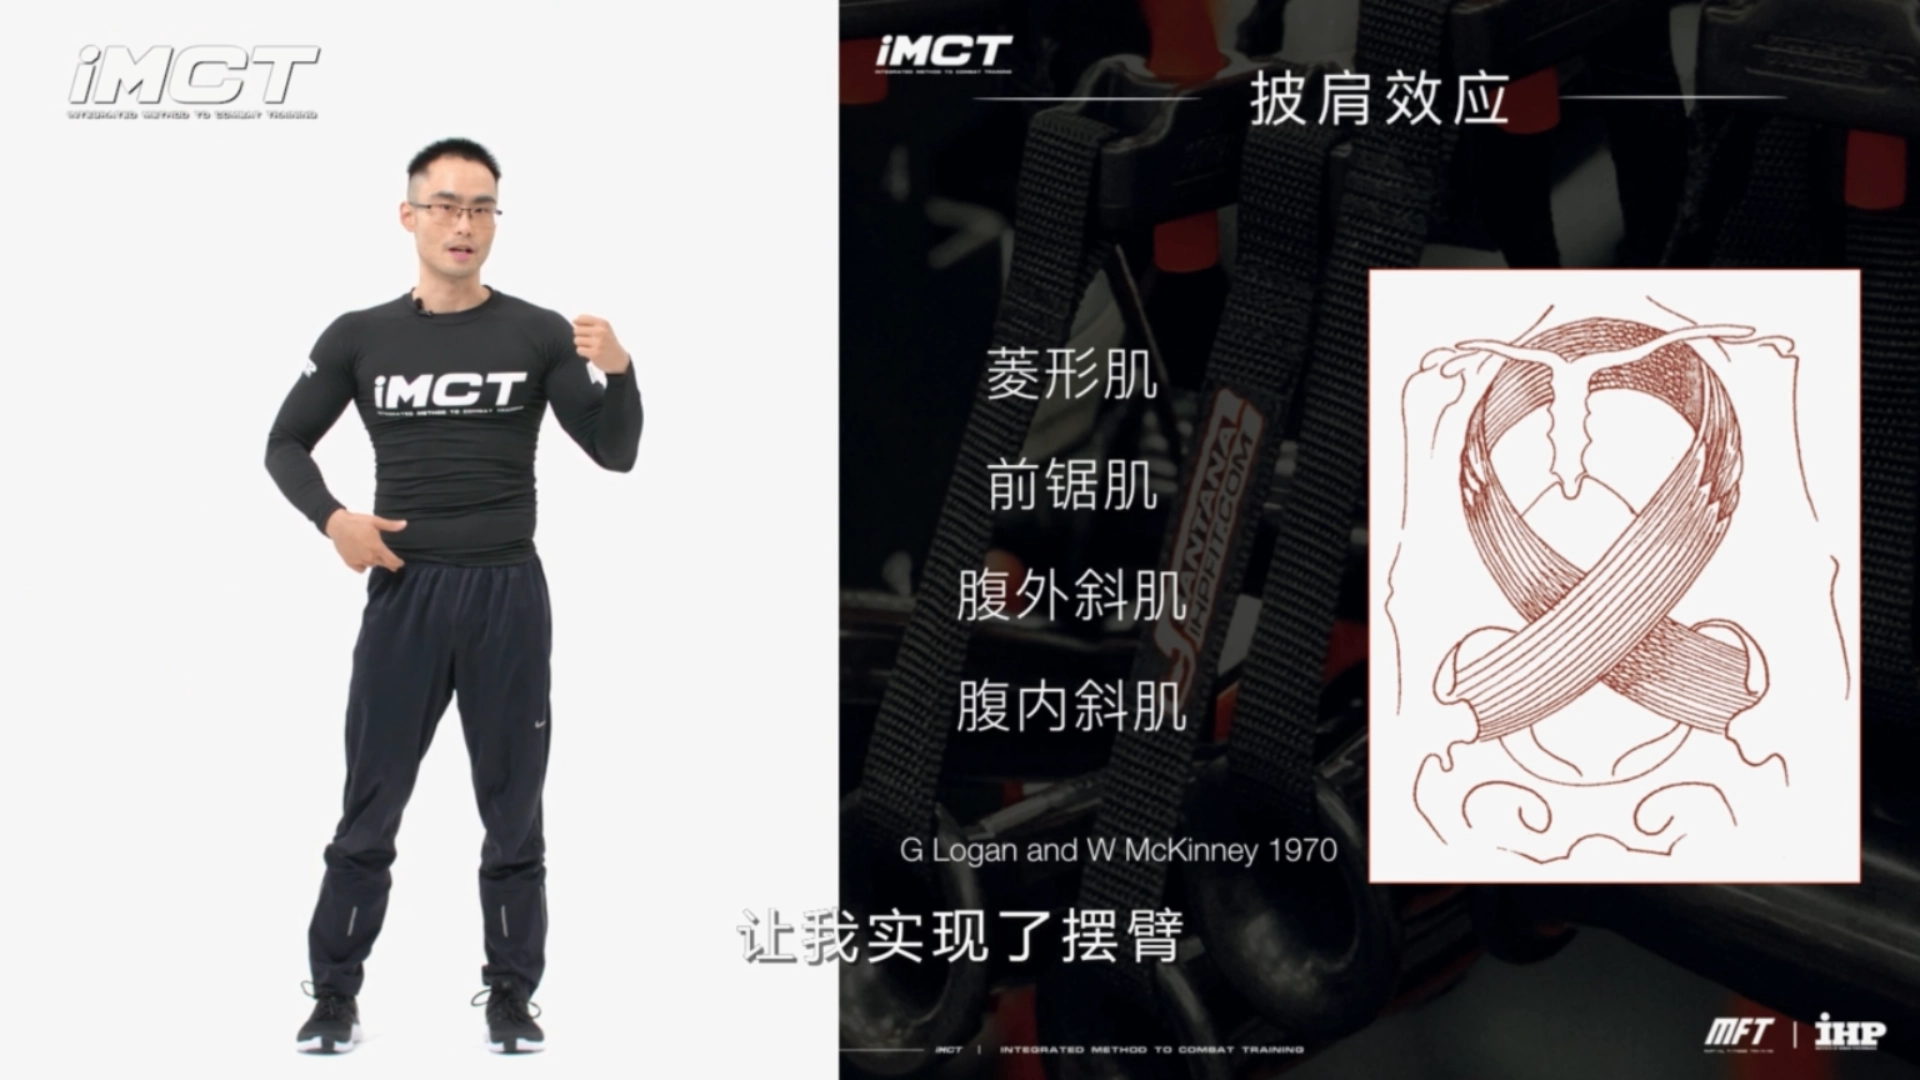 iMCT
INTEGRATED METHOD TO COMBAT TRAINING
iMCT
INTEGRATED METHOD TO COMBAT TRAINING
披肩效应
iMCT
INTEGRATED METHOD TO COMBAT TRAINING
菱形肌
前锯肌
腹外斜肌
腹内斜肌
G Logan and W McKinney 1970
让我实现了摆臂
MFT | iHP
iMCT | INTEGRATED METHOD TO COMBAT TRAINING